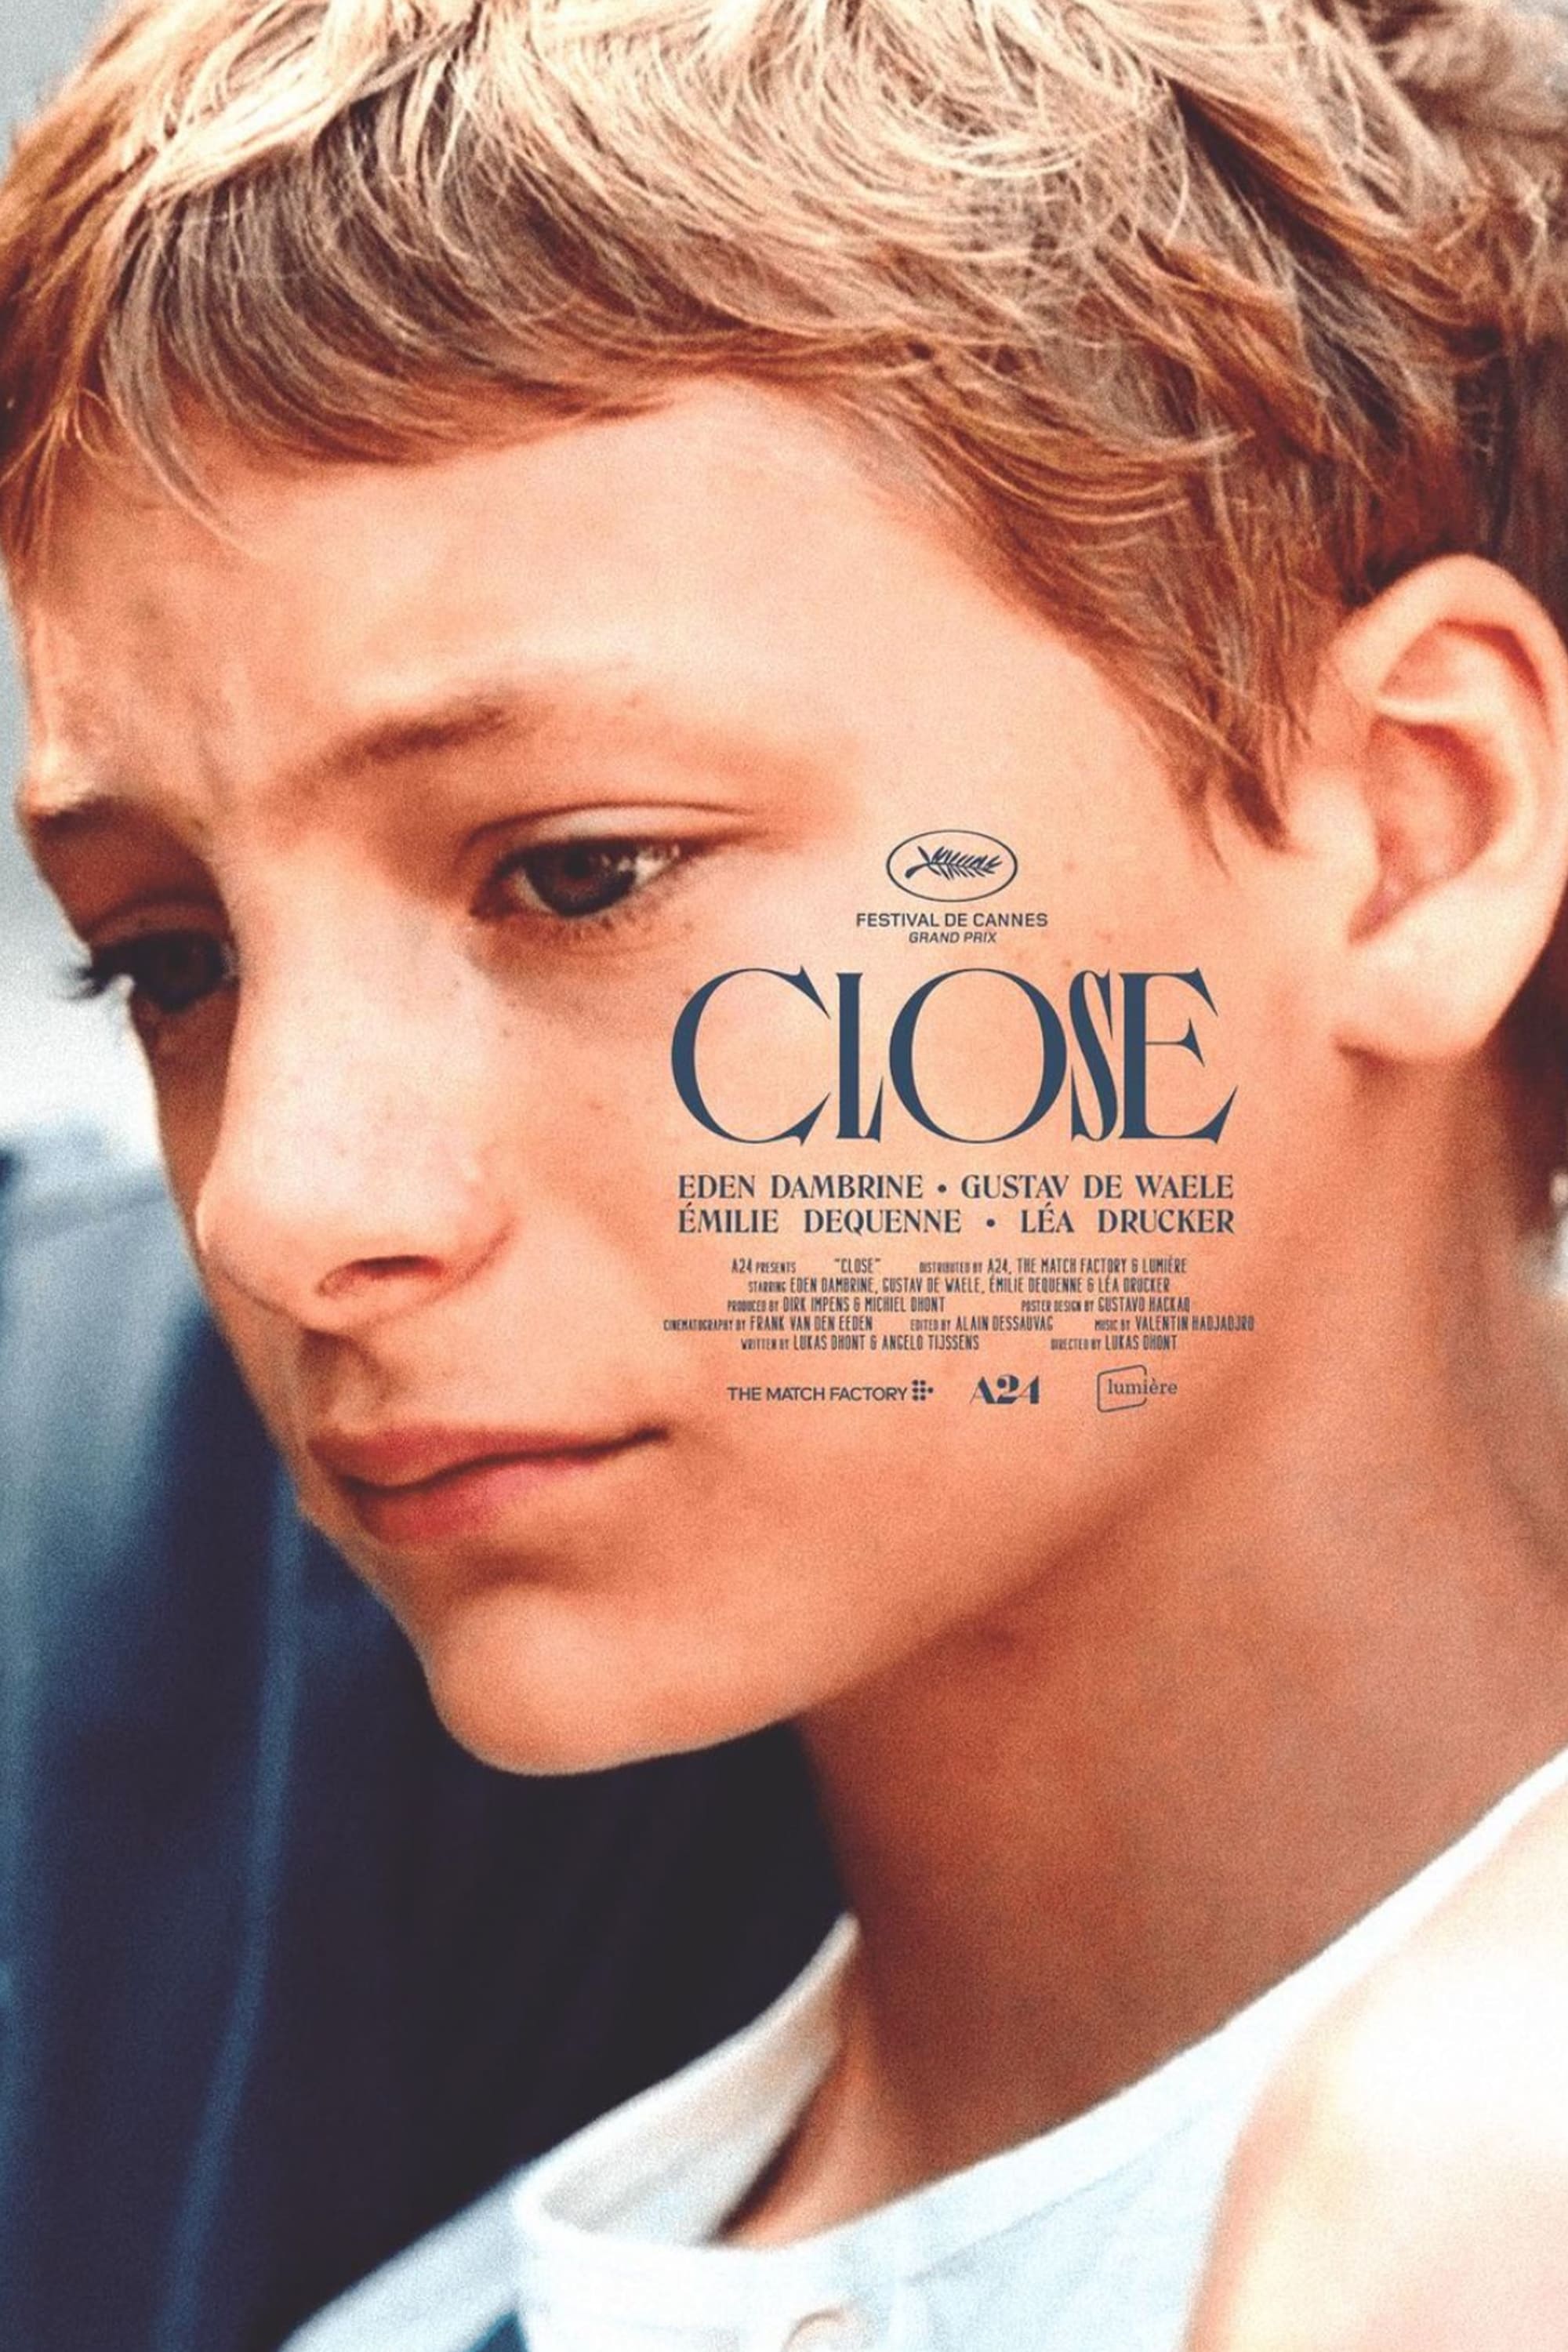 FESTIVAL DE CANNES
GRAND PRIX
CLOSE
EDEN DAMBRINE • GUSTAV DE WAELE
ÉMILIE DEQUENNE • LÉA DRUCKER
A24 PRESENTS "CLOSE" DISTRIBUTED BY A24, THE MATCH FACTORY & LUMIÈRE
STARRING EDEN DAMBRINE, GUSTAV DE WAELE, ÉMILIE DEQUENNE & LÉA DRUCKER
PRODUCED BY DIRK IMPENS & MICHIEL DHONT POSTER DESIGN BY GUSTAVO HACKAQ
CINEMATOGRAPHY BY FRANK VAN DEN EEDEN EDITED BY ALAIN DESSAUVAG MUSIC BY VALENTIN HADJADJRO
WRITTEN BY LUKAS DHONT & ANGELO TIJSSENS DIRECTED BY LUKAS DHONT
THE MATCH FACTORY A24 lumière